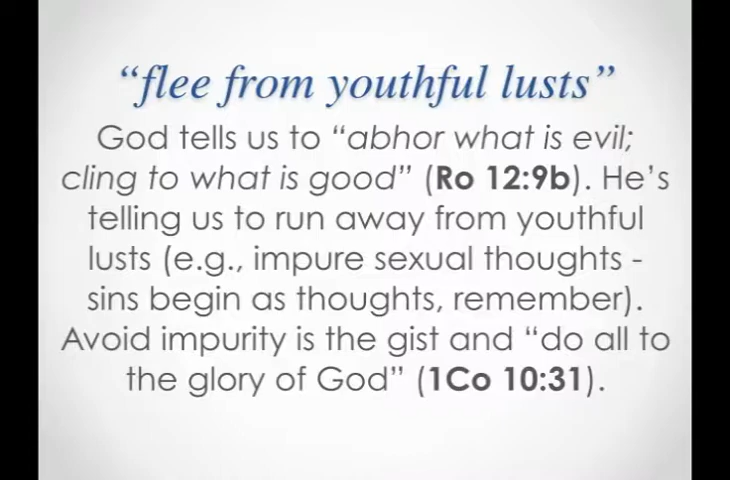 “flee from youthful lusts”
God tells us to “abhor what is evil;
cling to what is good” (Ro 12:9b). He’s
telling us to run away from youthful
lusts (e.g., impure sexual thoughts -
sins begin as thoughts, remember).
Avoid impurity is the gist and “do all to
the glory of God” (1Co 10:31).